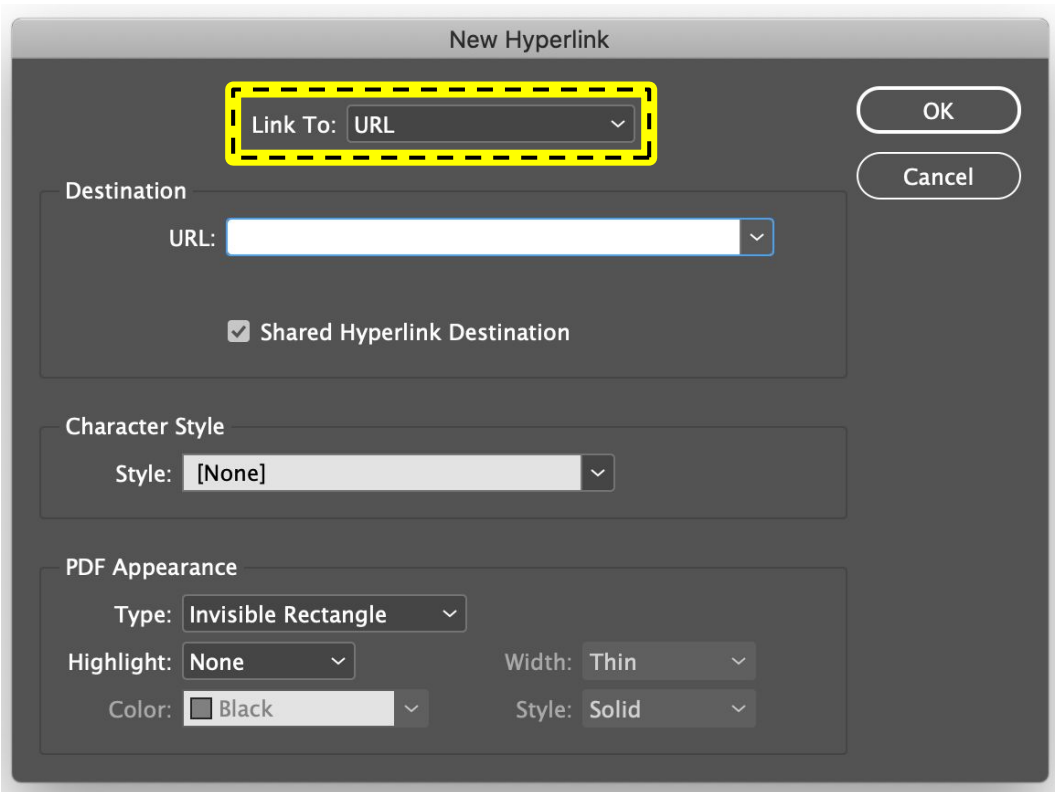 New Hyperlink
Link To: URL
OK
Cancel
Destination
URL:
Shared Hyperlink Destination
Character Style
Style: [None]
PDF Appearance
Type: Invisible Rectangle
Highlight: None Width: Thin
Color: Black Style: Solid